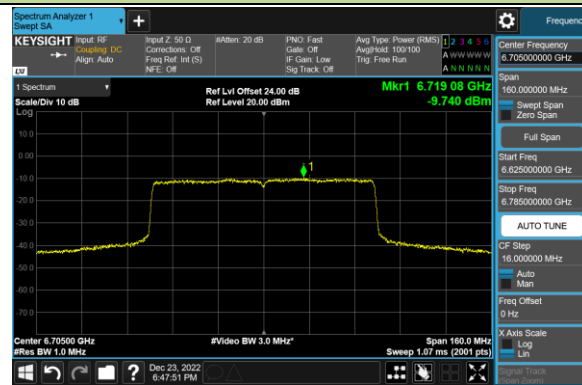 Spectrum Analyzer 1
Swept SA
+
Frequenc
KEYSIGHT
Input: RF
Coupling: DC
Align: Auto
Input Z: 50 Ω
Corrections: Off
Freq Ref: Int (S)
NFE: Off
#Atten: 20 dB
PNO: Fast
Gate: Off
IF Gain: Low
Sig Track: Off
Avg Type: Power (RMS)
Avg|Hold: 100/100
Trig: Free Run
1 2 3 4 5 6
A W W W W W
A N N N N N
LXI
1 Spectrum
Scale/Div 10 dB
Log
Ref Lvl Offset 24.00 dB
Ref Level 20.00 dBm
Mkr1 6.719 08 GHz
-9.740 dBm
10.0
0.00
-10.0
-20.0
-30.0
-40.0
-50.0
-60.0
-70.0
1
Center 6.70500 GHz
#Res BW 1.0 MHz
#Video BW 3.0 MHz*
Span 160.0 MHz
Sweep 1.07 ms (2001 pts)
Center Frequency
6.705000000 GHz
Span
160.000000 MHz
Swept Span
Zero Span
Full Span
Start Freq
6.625000000 GHz
Stop Freq
6.785000000 GHz
AUTO TUNE
CF Step
16.000000 MHz
Auto
Man
Freq Offset
0 Hz
X Axis Scale
Log
Lin
Signal Track
(Span Zoom)
?
Dec 23, 2022
6:47:51 PM